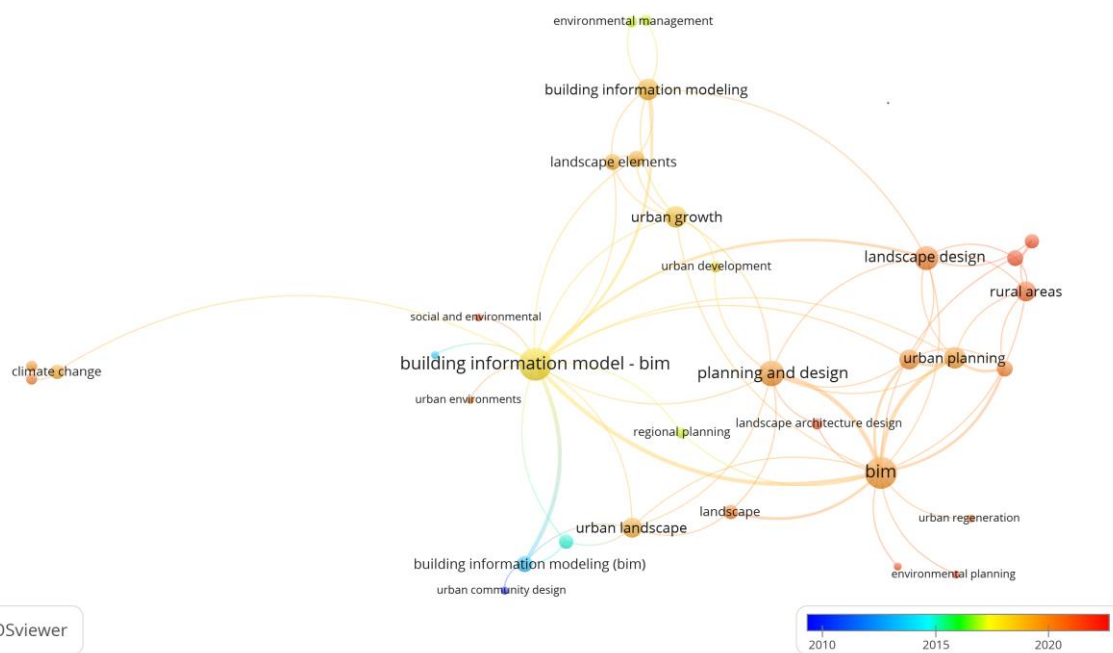 environmental management
building information modeling
landscape elements
urban growth
landscape design
urban development
rural areas
social and environmental
building information model - bim
urban planning
climate change
planning and design
urban environments
landscape architecture design
regional planning
bim
landscape
urban regeneration
urban landscape
building information modeling (bim)
environmental planning
urban community design
OSviewer
2010 2015 2020